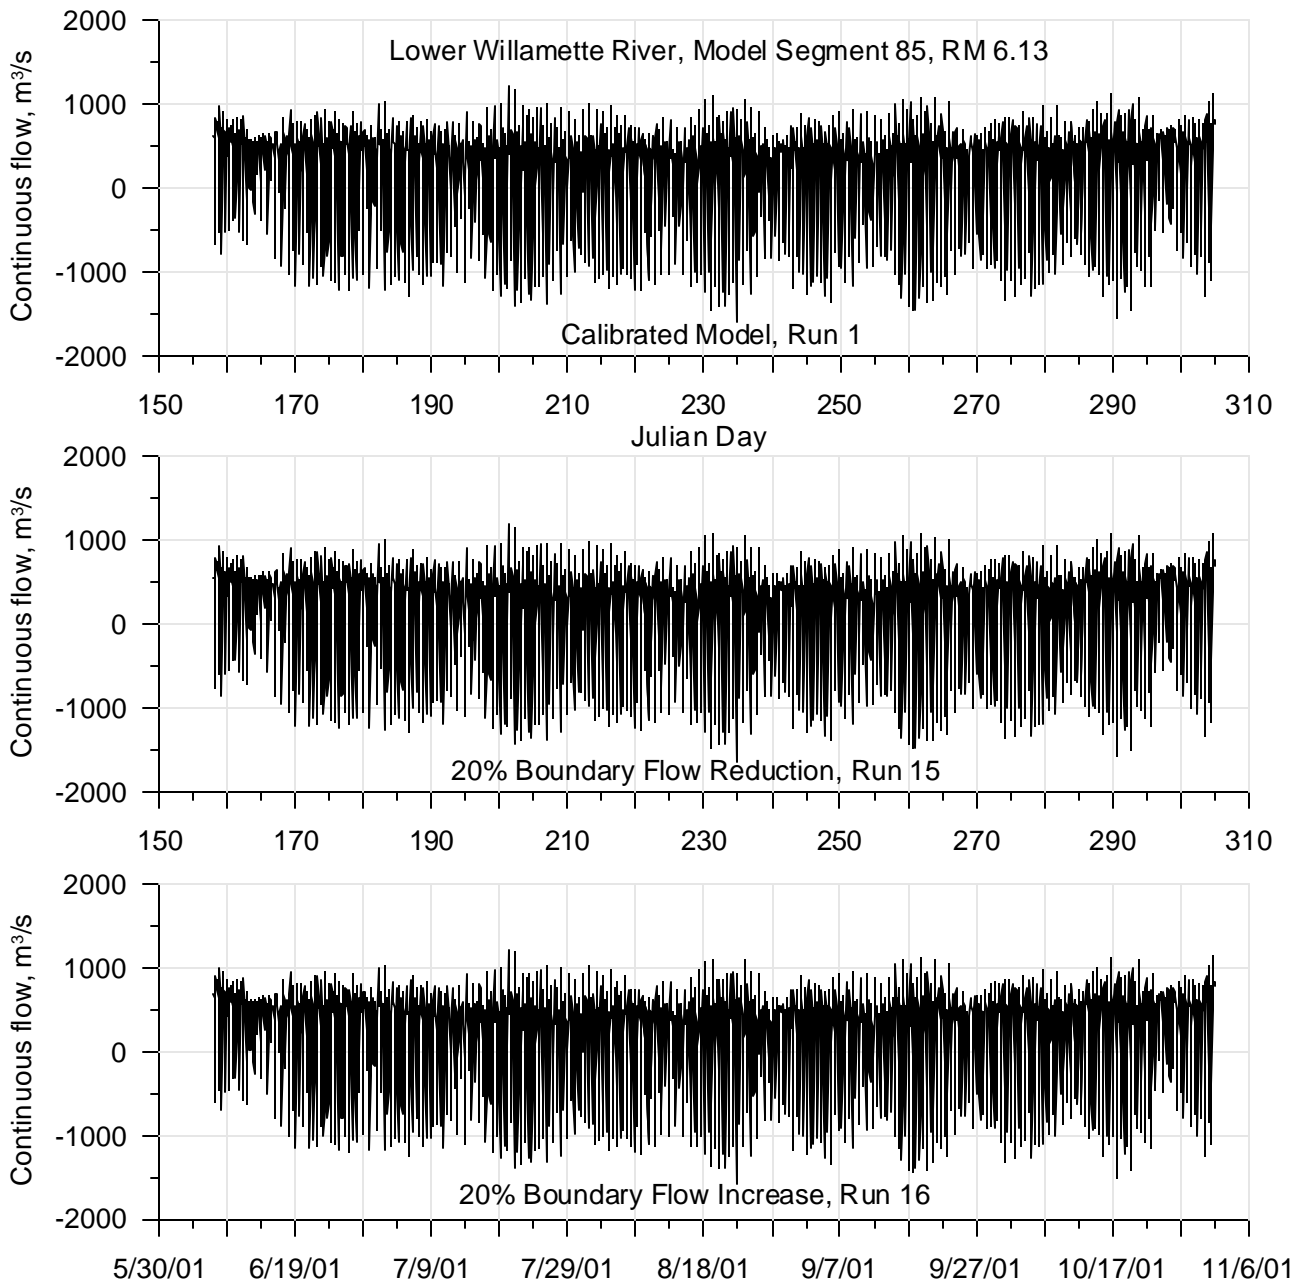 Lower Willamette River, Model Segment 85, RM 6.13
Continuous flow, m³/s
2000
1000
0
-1000
-2000
Calibrated Model, Run 1
150 170 190 210 230 250 270 290 310
Julian Day
Continuous flow, m³/s
2000
1000
0
-1000
-2000
20% Boundary Flow Reduction, Run 15
150 170 190 210 230 250 270 290 310
Continuous flow, m³/s
2000
1000
0
-1000
-2000
20% Boundary Flow Increase, Run 16
5/30/01 6/19/01 7/9/01 7/29/01 8/18/01 9/7/01 9/27/01 10/17/01 11/6/01